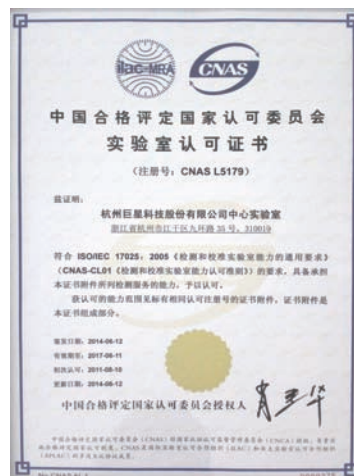 ilac-MRA
CNAS
中国合格评定国家认可委员会
实验室认可证书
(注册号：CNAS L5179)
兹证明：
杭州巨星科技股份有限公司中心实验室
浙江省杭州市江干区九环路 35 号，310019
符合 ISO/IEC 17025：2005《检测和校准实验室能力的通用要求》
（CNAS-CL01《检测和校准实验室能力认可准则》）的要求，具备承担
本证书附件所列检测服务的能力，予以认可。
获认可的能力范围见标有相同认可注册号的证书附件，证书附件是
本证书组成部分。
颁发日期：2014-06-12
有效期至：2017-08-11
初次认可：2011-08-10
更新日期：2014-06-12
中国合格评定国家认可委员会授权人